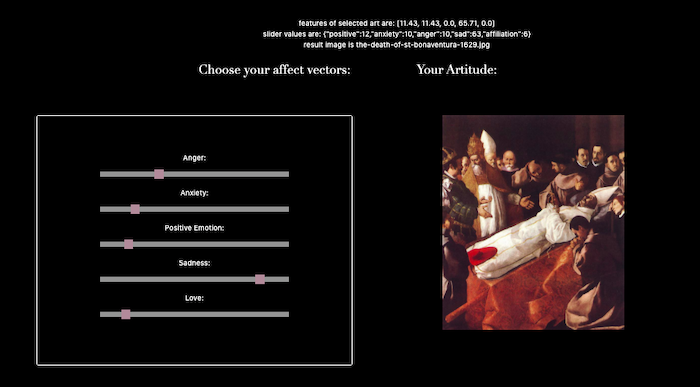 features of selected art are: [11.43, 11.43, 0.0, 65.71, 0.0]
slider values are: {"positive":12,"anxiety":10,"anger":10,"sad":63,"affiliation":6}
result image is the-death-of-st-bonaventura-1629.jpg
Choose your affect vectors:
Your Artitude:
Anger:
Anxiety:
Positive Emotion:
Sadness:
Love: